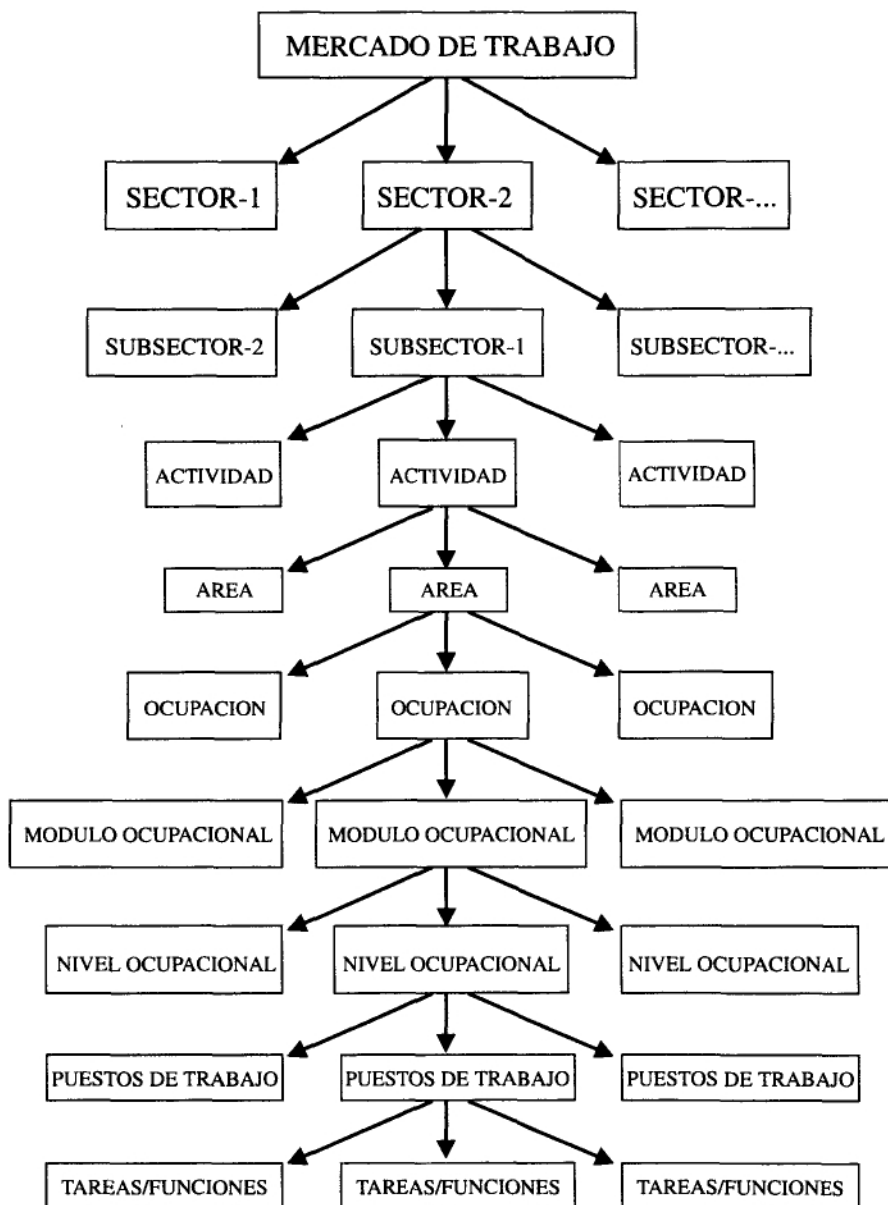 MERCADO DE TRABAJO
SECTOR-1
SECTOR-2
SECTOR-...
SUBSECTOR-2
SUBSECTOR-1
SUBSECTOR-...
ACTIVIDAD
ACTIVIDAD
ACTIVIDAD
AREA
AREA
AREA
OCUPACION
OCUPACION
OCUPACION
MODULO OCUPACIONAL
MODULO OCUPACIONAL
MODULO OCUPACIONAL
NIVEL OCUPACIONAL
NIVEL OCUPACIONAL
NIVEL OCUPACIONAL
PUESTOS DE TRABAJO
PUESTOS DE TRABAJO
PUESTOS DE TRABAJO
TAREAS/FUNCIONES
TAREAS/FUNCIONES
TAREAS/FUNCIONES